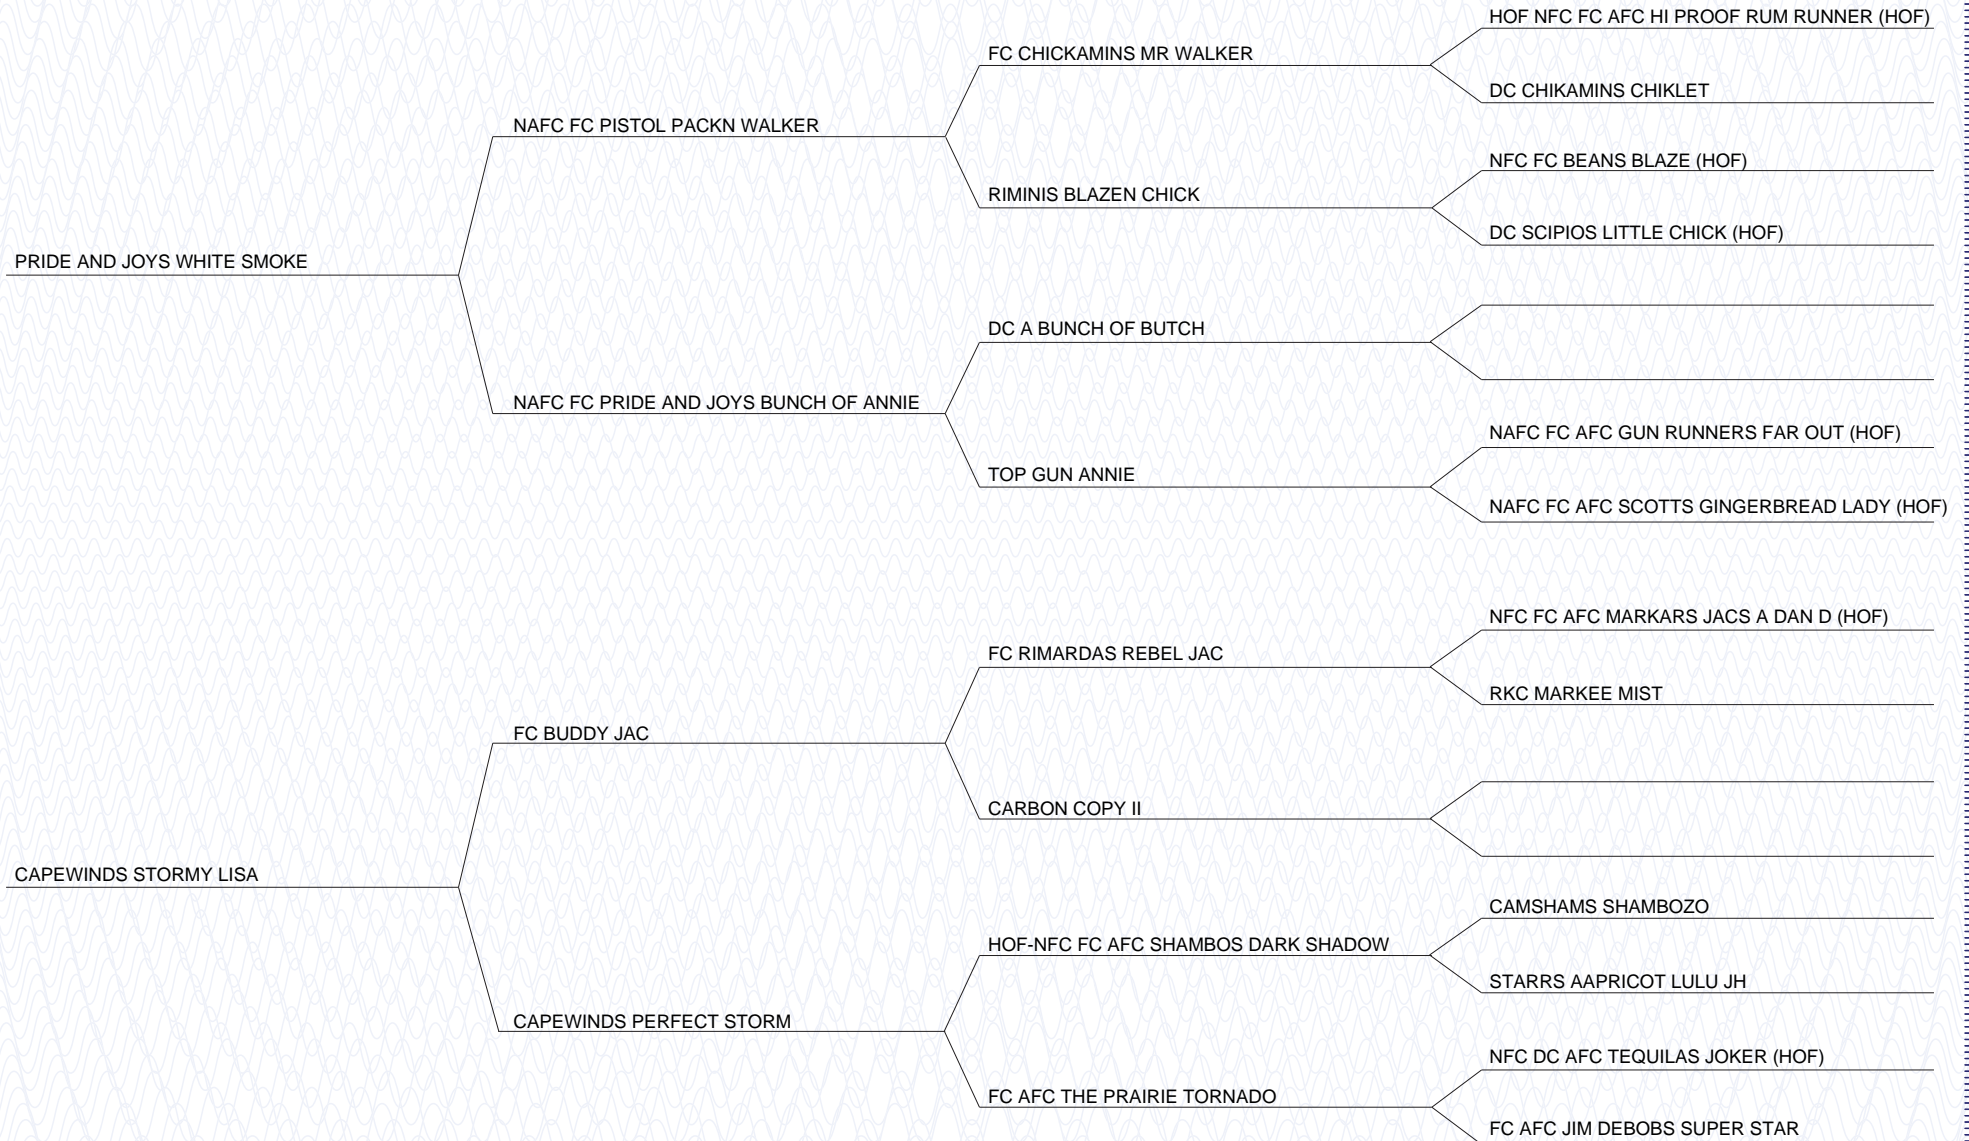 HOF NFC FC AFC HI PROOF RUM RUNNER (HOF)
FC CHICKAMINS MR WALKER
DC CHIKAMINS CHIKLET
NAFC FC PISTOL PACKN WALKER
NFC FC BEANS BLAZE (HOF)
RIMINIS BLAZEN CHICK
DC SCIPIOS LITTLE CHICK (HOF)
PRIDE AND JOYS WHITE SMOKE
DC A BUNCH OF BUTCH
NAFC FC PRIDE AND JOYS BUNCH OF ANNIE
NAFC FC AFC GUN RUNNERS FAR OUT (HOF)
TOP GUN ANNIE
NAFC FC AFC SCOTTS GINGERBREAD LADY (HOF)
NFC FC AFC MARKARS JACS A DAN D (HOF)
FC RIMARDAS REBEL JAC
RKC MARKEE MIST
FC BUDDY JAC
CARBON COPY II
CAPEWINDS STORMY LISA
CAMSHAMS SHAMBOZO
HOF-NFC FC AFC SHAMBOS DARK SHADOW
STARRS AAPRICOT LULU JH
CAPEWINDS PERFECT STORM
NFC DC AFC TEQUILAS JOKER (HOF)
FC AFC THE PRAIRIE TORNADO
FC AFC JIM DEBOBS SUPER STAR